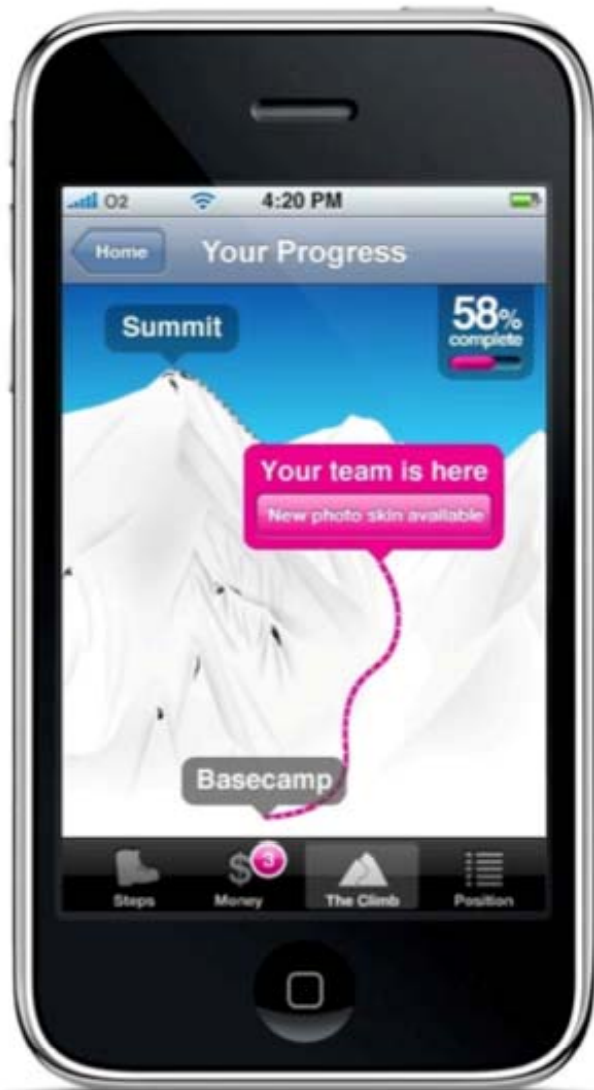 O2 4:20 PM
Home Your Progress
58%
complete
Summit
Your team is here
New photo skin available
Basecamp
3
Steps Money The Climb Position